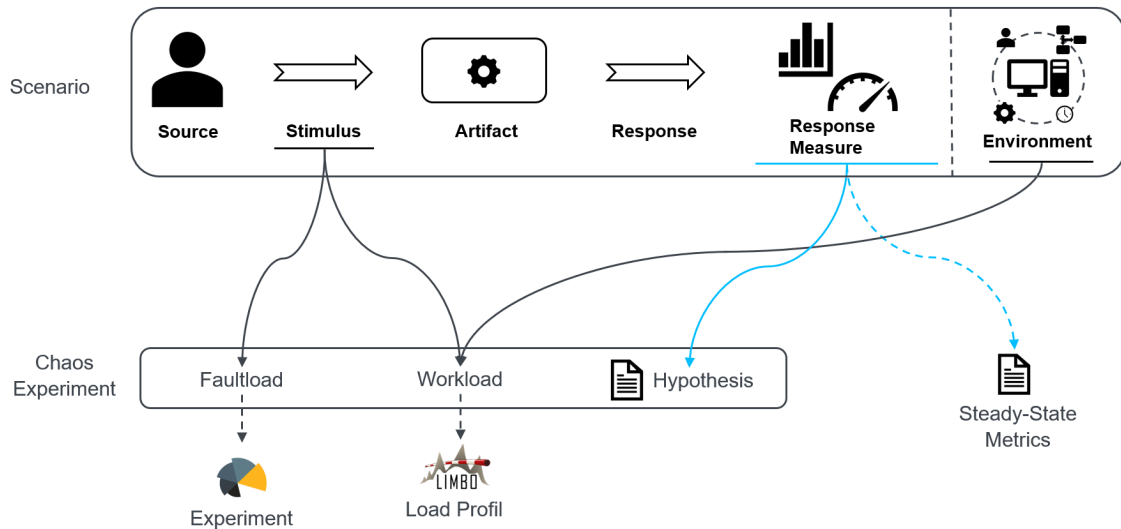 Scenario
Source
Stimulus
Artifact
Response
Response
Measure
Environment
Chaos
Experiment
Faultload
Workload
Hypothesis
Steady-State
Metrics
LIMBO
Experiment
Load Profil